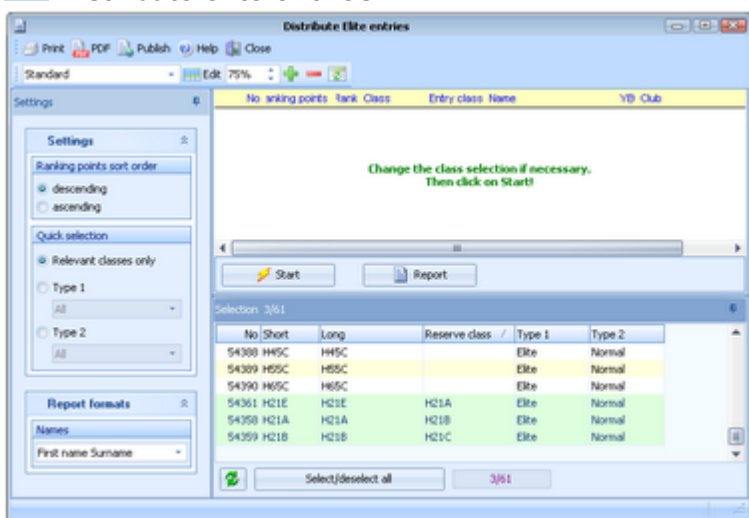 Distribute Elite entries
Print PDF Publish Help Close
Standard Edit 75%
Settings
Settings
Ranking points sort order
descending
ascending
Quick selection
Relevant classes only
Type 1
All
Type 2
All
Report formats
Names
First name Surname
No anking points Rank Class Entry class Name YB Club
Change the class selection if necessary.
Then click on Start!
Start Report
Selection 3/61
No Short Long Reserve class / Type 1 Type 2
54388 H45C H45C Elite Normal
54389 H55C H55C Elite Normal
54390 H65C H65C Elite Normal
54361 H21E H21E H21A Elite Normal
54358 H21A H21A H21B Elite Normal
54359 H21B H21B H21C Elite Normal
Select/deselect all 3/61